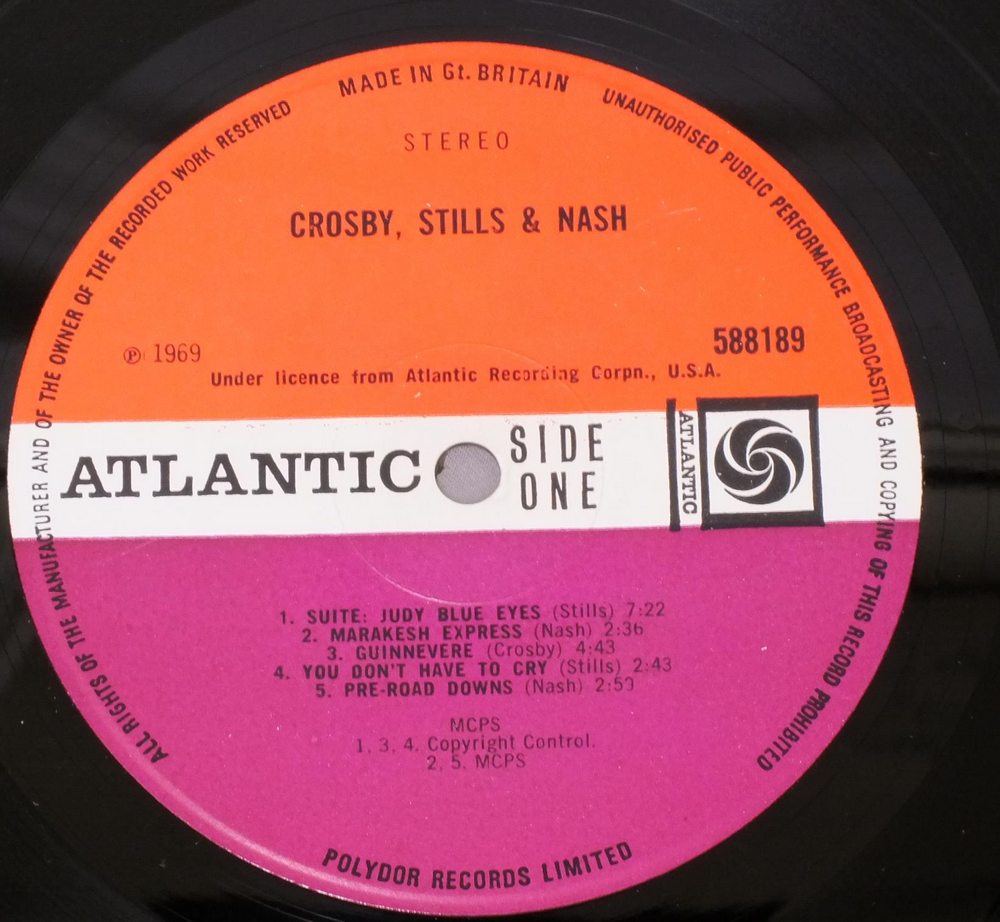 MADE IN Gt. BRITAIN
UNAUTHORISED PUBLIC PERFORMANCE BROADCASTING AND COPYING OF THIS RECORD PROHIBITED
ALL RIGHTS OF THE MANUFACTURER AND OF THE OWNER OF THE RECORDED WORK RESERVED
STEREO
CROSBY, STILLS & NASH
℗ 1969
588189
Under licence from Atlantic Recording Corpn., U.S.A.
ATLANTIC
SIDE
ONE
ATLANTIC
1. SUITE: JUDY BLUE EYES (Stills) 7:22
2. MARAKESH EXPRESS (Nash) 2:36
3. GUINNEVERE (Crosby) 4:43
4. YOU DON'T HAVE TO CRY (Stills) 2:43
5. PRE-ROAD DOWNS (Nash) 2:53
MCPS
1, 3, 4, Copyright Control.
2, 5, MCPS
POLYDOR RECORDS LIMITED